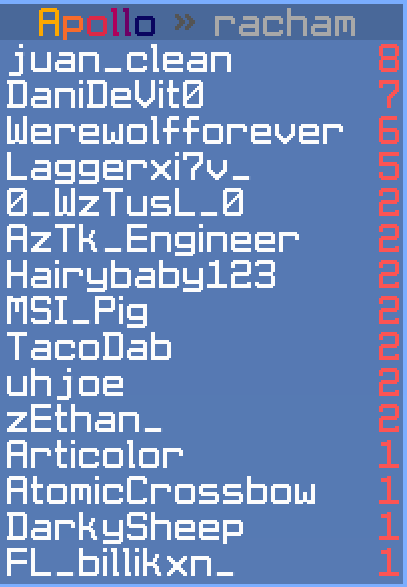 Apollo » racham
juan_clean 8
DaniDeVit0 7
Werewolfforever 6
Laggerxi7v_ 5
0_WzTusL_0 2
AzTk_Engineer 2
Hairybaby123 2
MSI_Pig 2
TacoDab 2
uhjoe 2
zEthan_ 2
Articolor 1
AtomicCrossbow 1
DarkySheep 1
FL_billikxn_ 1